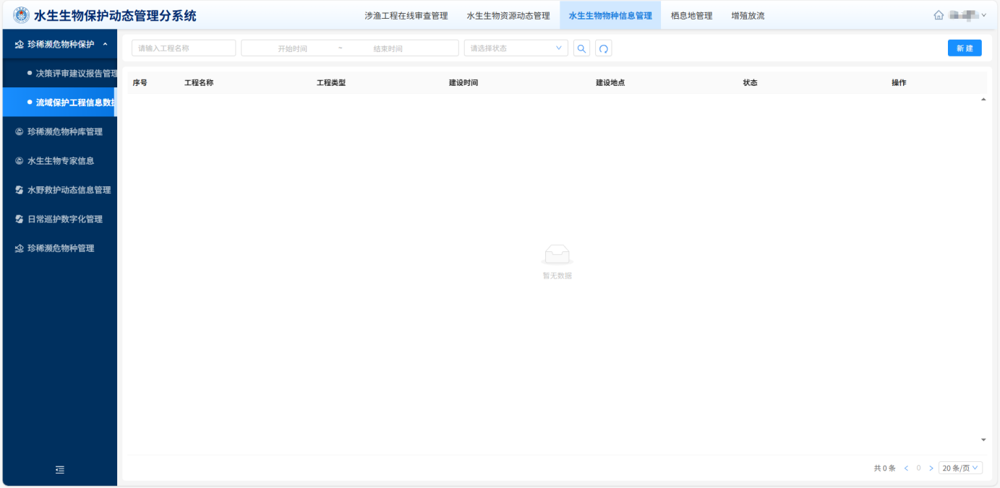 水生生物保护动态管理分系统
涉渔工程在线审查管理 水生生物资源动态管理 水生生物物种信息管理 栖息地管理 增殖放流
珍稀濒危物种保护
决策评审建议报告管理
流域保护工程信息数据
珍稀濒危物种库管理
水生生物专家信息
水野救护动态信息管理
日常巡护数字化管理
珍稀濒危物种管理
请输入工程名称 开始时间 ~ 结束时间 请选择状态 新 建
序号 工程名称 工程类型 建设时间 建设地点 状态 操作
暂无数据
共 0 条 < 0 > 20 条/页